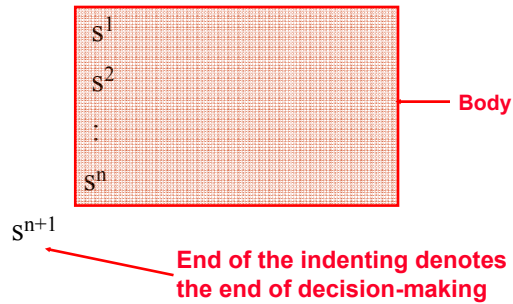 s¹
s²
⋮
sⁿ
Body
sⁿ⁺¹
End of the indenting denotes
the end of decision-making